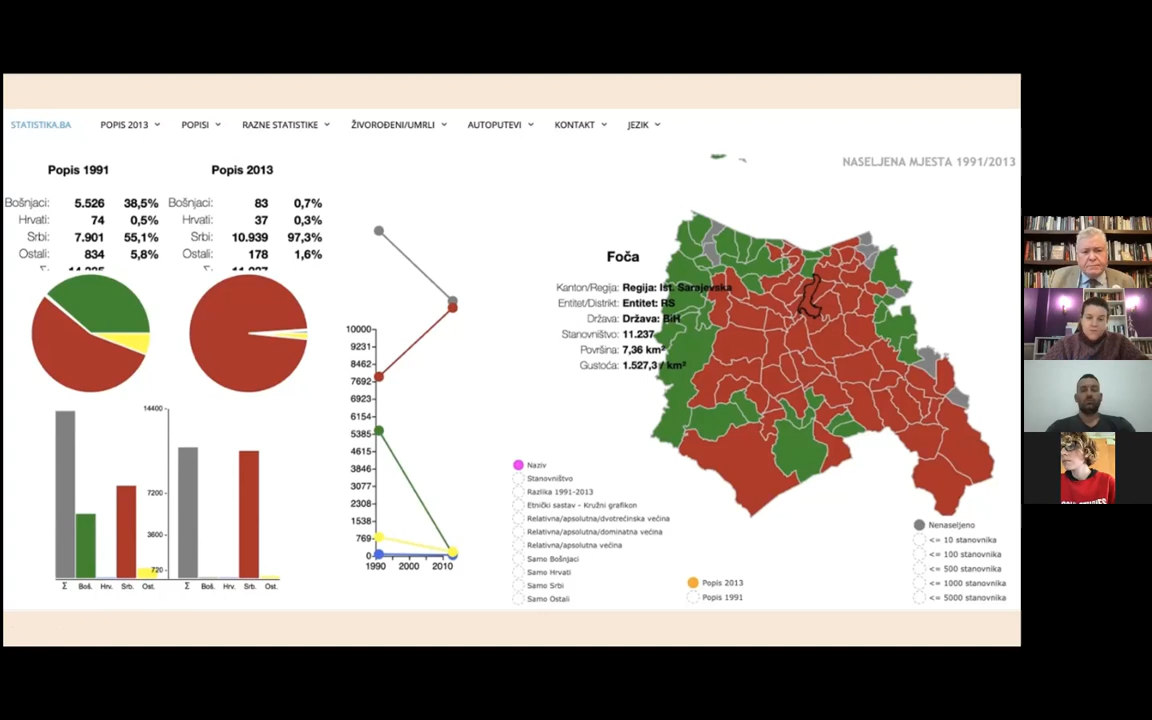 STATISTIKA.BA POPIS 2013 POPISI RAZNE STATISTIKE ŽIVOROĐENI/UMRLI AUTOPUTEVI KONTAKT JEZIK
NASELJENA MJESTA 1991/2013
Popis 1991
Bošnjaci: 5.526 38,5%
Hrvati: 74 0,5%
Srbi: 7.901 55,1%
Ostali: 834 5,8%
Popis 2013
Bošnjaci: 83 0,7%
Hrvati: 37 0,3%
Srbi: 10.939 97,3%
Ostali: 178 1,6%
Σ Boš. Hrv. Srb. Ost.
14400
7200
3600
720
Σ Boš. Hrv. Srb. Ost.
10000
9231
8462
7692
6923
6154
5385
4615
3846
3077
2308
1538
769
0
1990 2000 2010
Foča
Kanton/Regija: Regija: Ist. Sarajevska
Entitet/Distrikt: Entitet: RS
Država: Država: BiH
Stanovništvo: 11.237
Površina: 7,36 km²
Gustoća: 1.527,3 / km²
Naziv
Stanovništvo
Razlika 1991-2013
Etnički sastav - Kružni grafikon
Relativna/apsolutna/dvotrećinska većina
Relativna/apsolutna/dominatna većina
Relativna/apsolutna većina
Samo Bošnjaci
Samo Hrvati
Samo Srbi
Samo Ostali
Popis 2013
Popis 1991
Nenaseljeno
<= 10 stanovnika
<= 100 stanovnika
<= 500 stanovnika
<= 1000 stanovnika
<= 5000 stanovnika